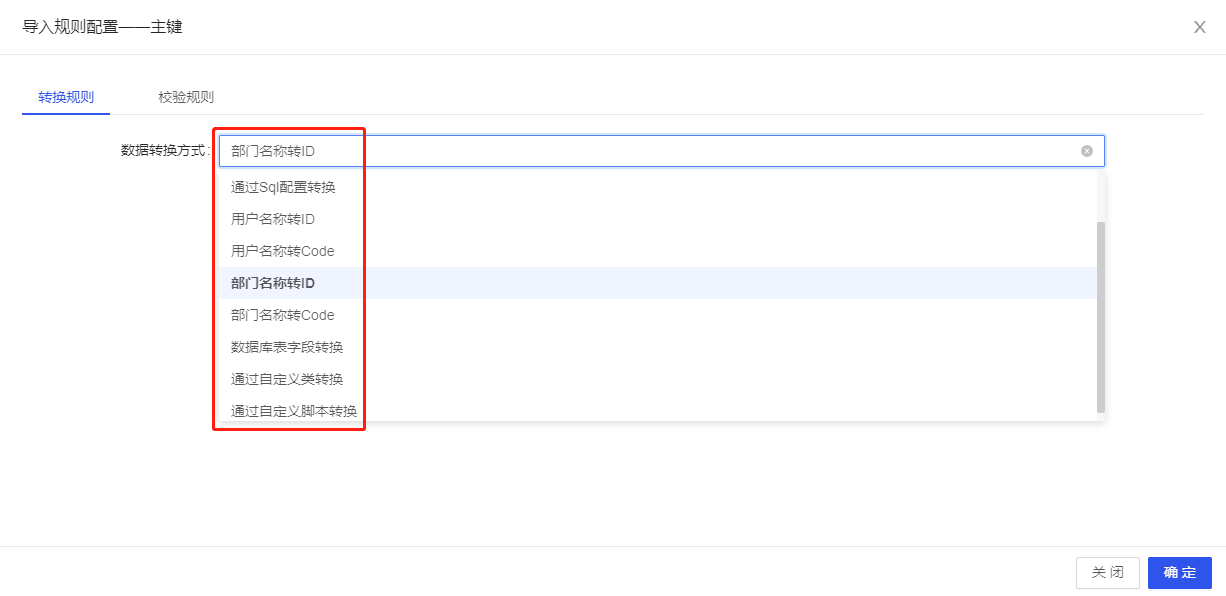 导入规则配置——主键
转换规则 校验规则
数据转换方式: 部门名称转ID
通过Sql配置转换
用户名称转ID
用户名称转Code
部门名称转ID
部门名称转Code
数据库表字段转换
通过自定义类转换
通过自定义脚本转换
关 闭 确 定